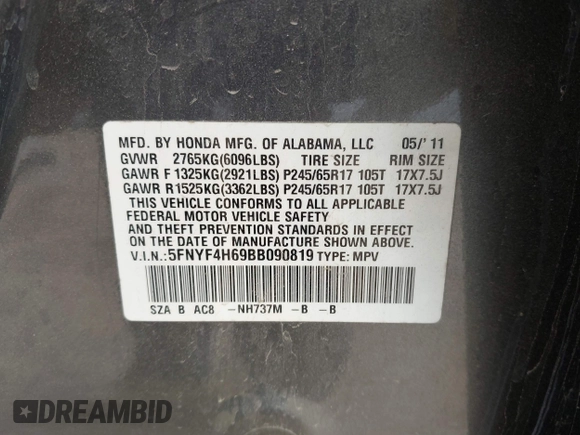 MFD. BY HONDA MFG. OF ALABAMA, LLC 05/'11
GVWR 2765KG(6096LBS) TIRE SIZE RIM SIZE
GAWR F 1325KG(2921LBS) P245/65R17 105T 17X7.5J
GAWR R 1525KG(3362LBS) P245/65R17 105T 17X7.5J
THIS VEHICLE CONFORMS TO ALL APPLICABLE
FEDERAL MOTOR VEHICLE SAFETY
AND THEFT PREVENTION STANDARDS IN EFFECT
ON THE DATE OF MANUFACTURE SHOWN ABOVE.
V.I.N.: 5FNYF4H69BB090819 TYPE: MPV
SZA B AC8 -NH737M -B -B
DREAMBID